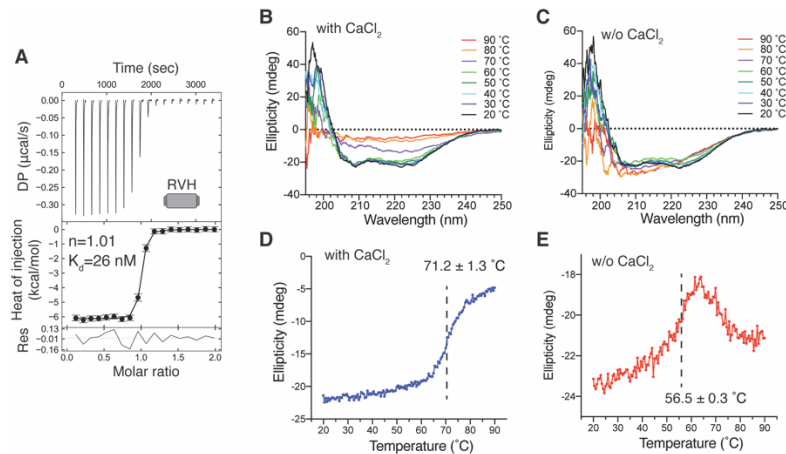 A
Time (sec)
0 1000 2000 3000
DP (μcal/s)
0.00
−0.05
−0.10
−0.15
−0.20
−0.25
−0.30
RVH
Heat of injection
(kcal/mol)
0
−1
−2
−3
−4
−5
−6
n=1.01
Kd=26 nM
Res
0.13
−0.01
−0.16
0.0 0.5 1.0 1.5 2.0
Molar ratio
B
with CaCl2
Ellipticity (mdeg)
60
40
20
0
−20
−40
90 ˚C
80 ˚C
70 ˚C
60 ˚C
50 ˚C
40 ˚C
30 ˚C
20 ˚C
200 210 220 230 240 250
Wavelength (nm)
C
w/o CaCl2
Ellipticity (mdeg)
60
40
20
0
-20
-40
90 ˚C
80 ˚C
70 ˚C
60 ˚C
50 ˚C
40 ˚C
30 ˚C
20 ˚C
200 210 220 230 240 250
Wavelength (nm)
D
with CaCl2
Ellipticity (mdeg)
0
-5
-10
-15
-20
-25
71.2 ± 1.3 ˚C
20 30 40 50 60 70 80 90
Temperature (˚C)
E
w/o CaCl2
Ellipticity (mdeg)
-18
-20
-22
-24
56.5 ± 0.3 ˚C
20 30 40 50 60 70 80 90
Temperature (˚C)